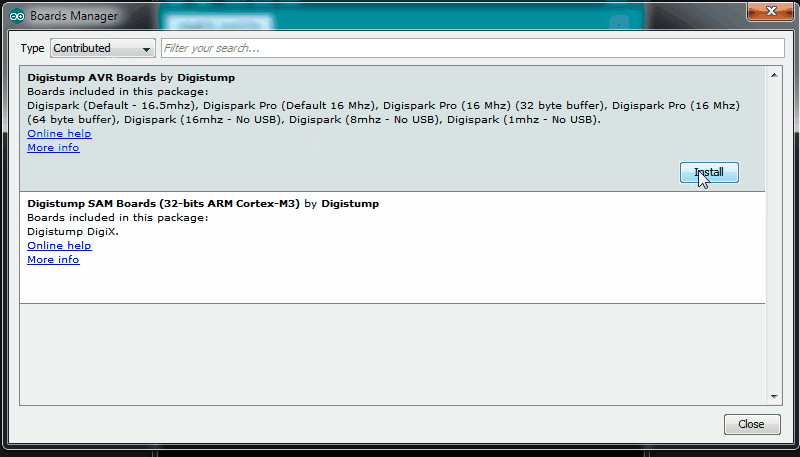 Boards Manager
Type Contributed Filter your search...
Digistump AVR Boards by Digistump
Boards included in this package:
Digispark (Default - 16.5mhz), Digispark Pro (Default 16 Mhz), Digispark Pro (16 Mhz) (32 byte buffer), Digispark Pro (16 Mhz)
(64 byte buffer), Digispark (16mhz - No USB), Digispark (8mhz - No USB), Digispark (1mhz - No USB).
Online help
More info
Install
Digistump SAM Boards (32-bits ARM Cortex-M3) by Digistump
Boards included in this package:
Digistump DigiX.
Online help
More info
Close